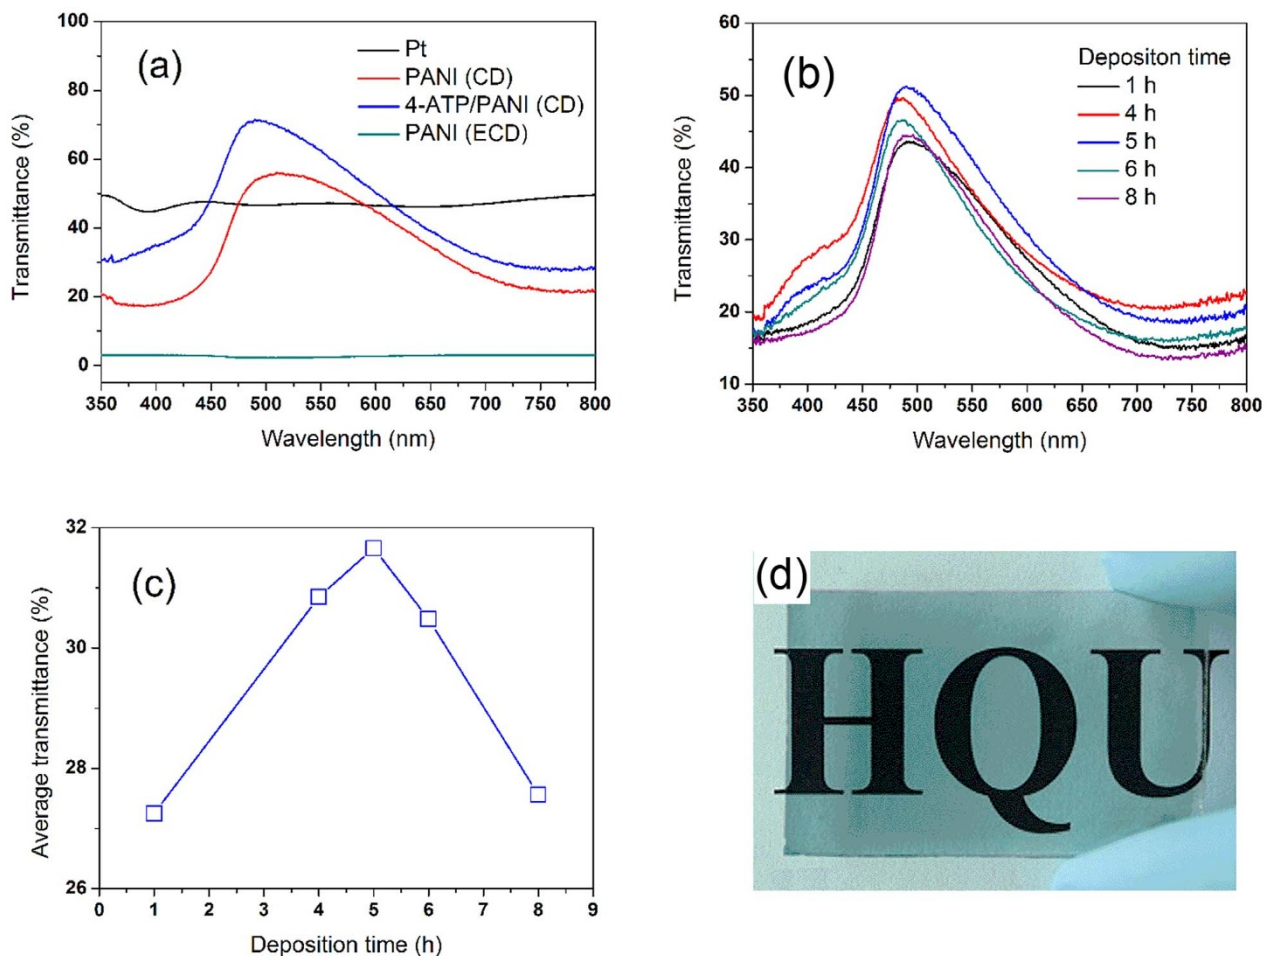 (a)
Pt
PANI (CD)
4-ATP/PANI (CD)
PANI (ECD)
100
80
60
40
20
0
Transmittance (%)
350 400 450 500 550 600 650 700 750 800
Wavelength (nm)
(b)
Depositon time
1 h
4 h
5 h
6 h
8 h
60
50
40
30
20
10
Transmittance (%)
350 400 450 500 550 600 650 700 750 800
Wavelength (nm)
(c)
32
30
28
26
Average transmittance (%)
0 1 2 3 4 5 6 7 8 9
Deposition time (h)
(d)
HQU